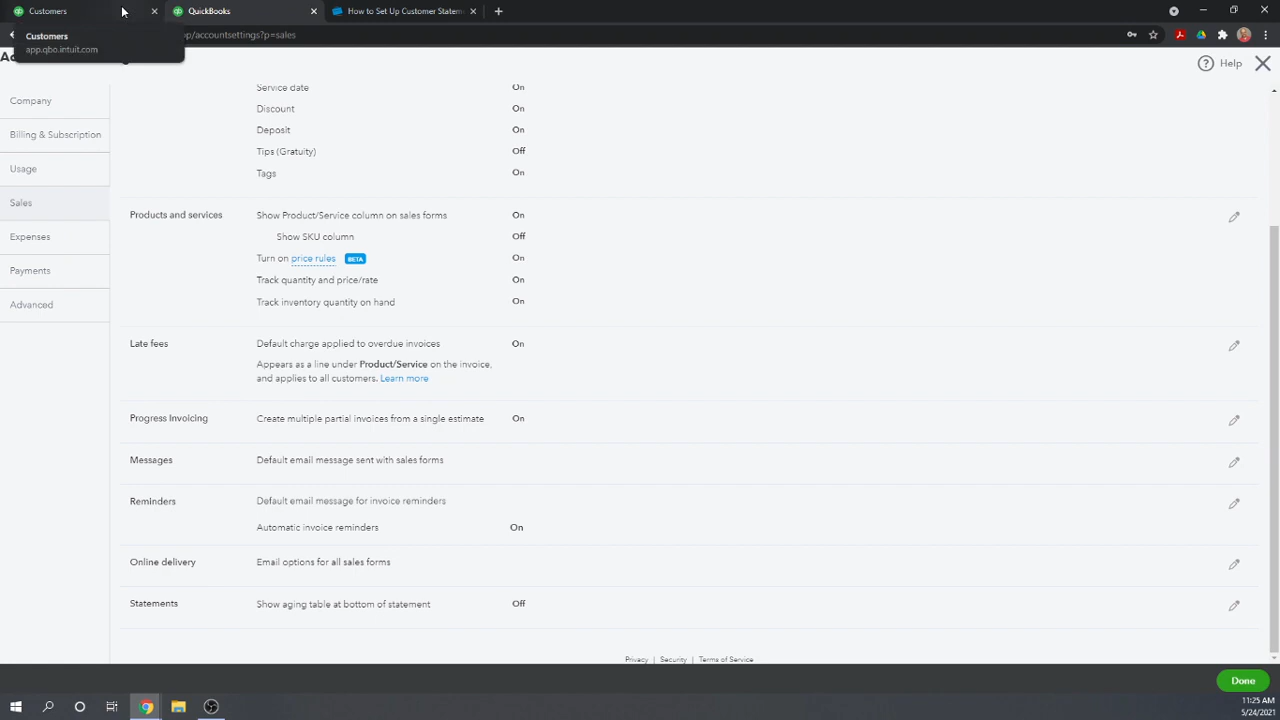 Customers
QuickBooks
How to Set Up Customer Statem
Customers
app.qbo.intuit.com
pp/accountsettings?p=sales
Help
Company
Billing & Subscription
Usage
Sales
Expenses
Payments
Advanced
Service date On
Discount On
Deposit On
Tips (Gratuity) Off
Tags On
Products and services Show Product/Service column on sales forms On
Show SKU column Off
Turn on price rules BETA On
Track quantity and price/rate On
Track inventory quantity on hand On
Late fees Default charge applied to overdue invoices On
Appears as a line under Product/Service on the invoice,
and applies to all customers. Learn more
Progress Invoicing Create multiple partial invoices from a single estimate On
Messages Default email message sent with sales forms
Reminders Default email message for invoice reminders
Automatic invoice reminders On
Online delivery Email options for all sales forms
Statements Show aging table at bottom of statement Off
Privacy | Security | Terms of Service
Done
11:25 AM
5/24/2021